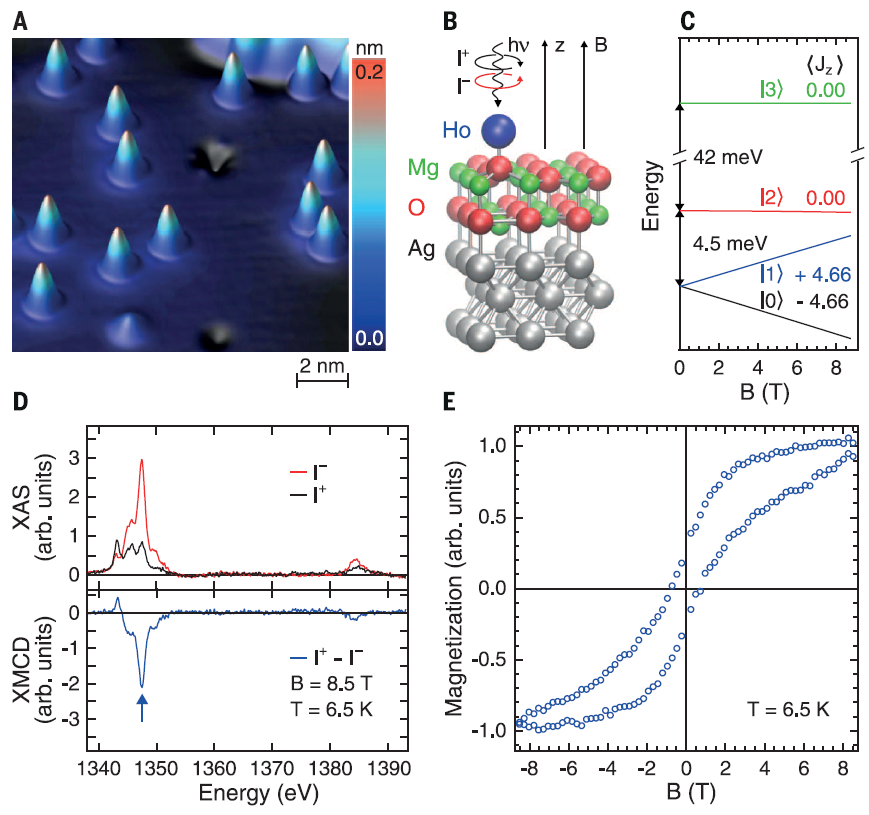 A
nm
0.2
0.0
2 nm
B
I⁺
I⁻
hν
z
B
Ho
Mg
O
Ag
C
⟨J_z⟩
|3⟩ 0.00
42 meV
|2⟩ 0.00
4.5 meV
|1⟩ + 4.66
|0⟩ - 4.66
Energy
0 2 4 6 8
B (T)
D
XAS
(arb. units)
3
2
1
0
I⁻
I⁺
XMCD
(arb. units)
0
-1
-2
-3
I⁺ – I⁻
B = 8.5 T
T = 6.5 K
1340 1350 1360 1370 1380 1390
Energy (eV)
E
Magnetization (arb. units)
1.0
0.5
0.0
-0.5
-1.0
T = 6.5 K
-8 -6 -4 -2 0 2 4 6 8
B (T)